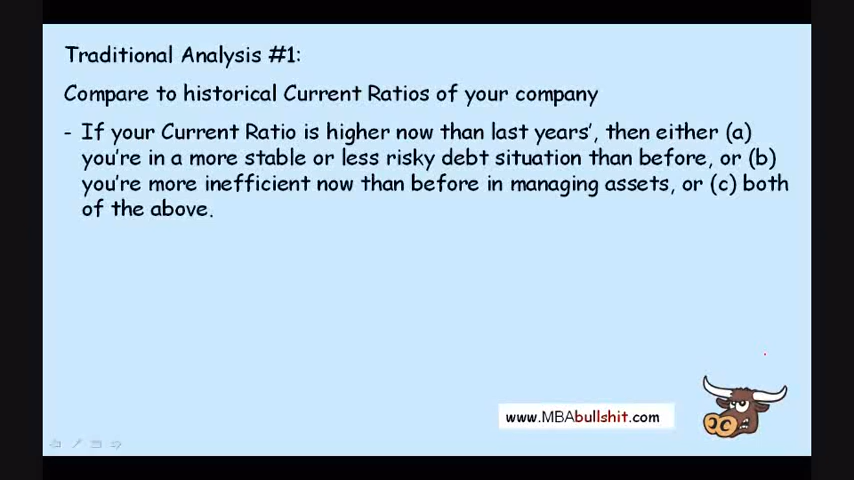 Traditional Analysis #1:
Compare to historical Current Ratios of your company
- If your Current Ratio is higher now than last years’, then either (a)
you’re in a more stable or less risky debt situation than before, or (b)
you’re more inefficient now than before in managing assets, or (c) both
of the above.
www.MBAbullshit.com